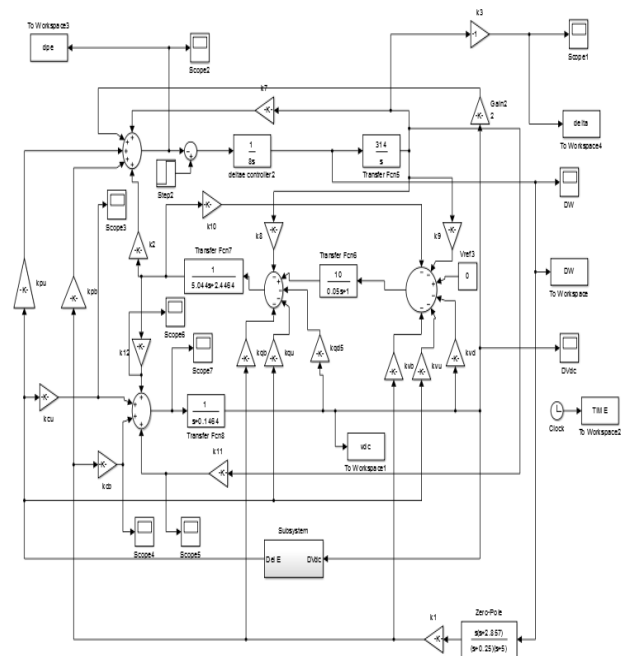 k3
-1
Scope1
To Workspace3
dpe
Scope2
k7
-K-
Gain2
2
-K-
delta
To Workspace4
Step2
1
8s
deltae controller2
314
s
Transfer Fcn5
DW
Scope3
k2
-K-
k10
-K-
k8
-K-
k9
-K-
Vref3
0
DW
To Workspace
Transfer Fcn7
1
5.044s+2.4464
Transfer Fcn6
10
0.05s+1
kpu
-K-
kpb
-K-
Scope6
k12
-K-
Scope7
kqb
-K-
kqu
-K-
kqd5
-K-
kvb
-K-
kvu
-K-
kvd
-K-
DVdc
kcu
-K-
1
s+0.1464
Transfer Fcn8
Clock
TIME
To Workspace2
vdc
To Workspace1
kcb
-K-
k11
-K-
Scope4
Scope5
Subsystem
Del E
DVdc
k1
-K-
Zero-Pole
s(s+2.857)
(s+0.25)(s+5)